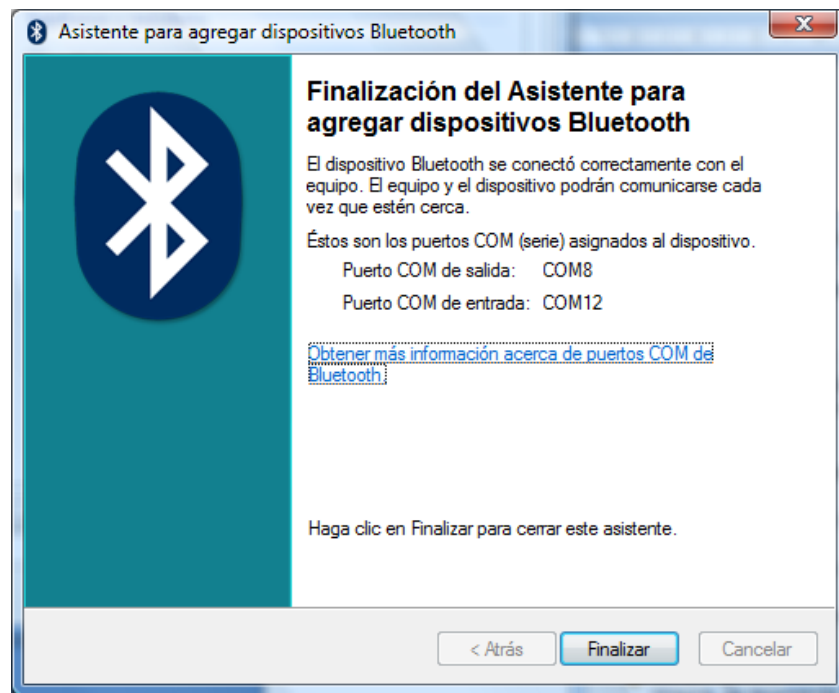 Asistente para agregar dispositivos Bluetooth
Finalización del Asistente para
agregar dispositivos Bluetooth
El dispositivo Bluetooth se conectó correctamente con el
equipo. El equipo y el dispositivo podrán comunicarse cada
vez que estén cerca.
Éstos son los puertos COM (serie) asignados al dispositivo.
Puerto COM de salida: COM8
Puerto COM de entrada: COM12
Obtener más información acerca de puertos COM de
Bluetooth.
Haga clic en Finalizar para cerrar este asistente.
< Atrás Finalizar Cancelar